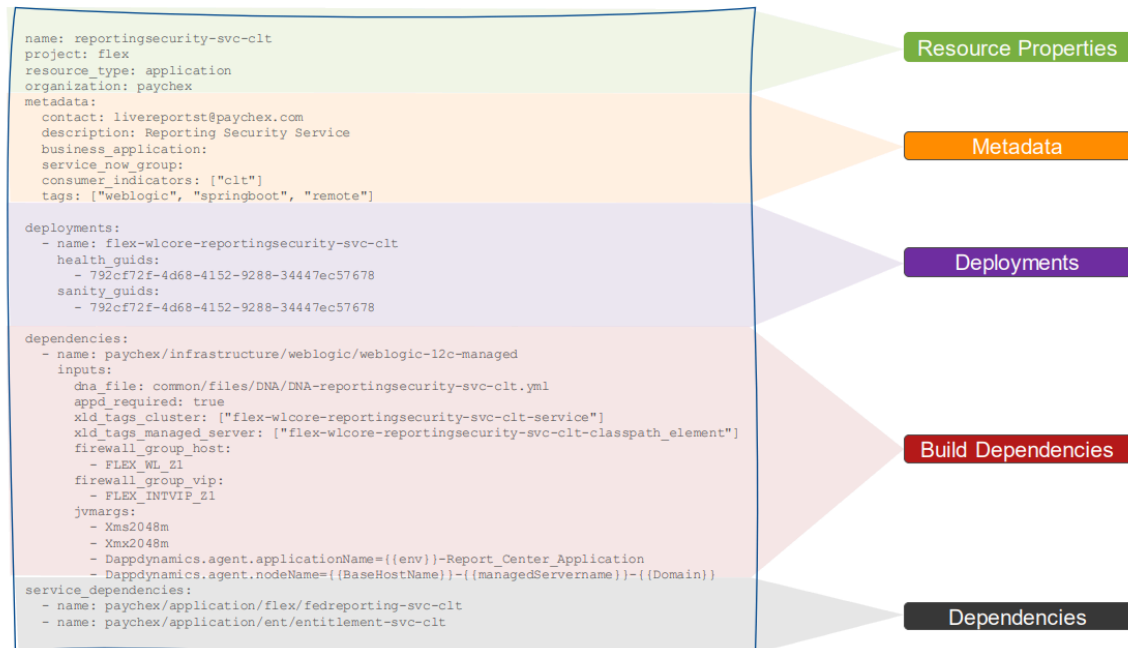 name: reportingsecurity-svc-clt
project: flex
resource_type: application
organization: paychex
metadata:
  contact: livereportst@paychex.com
  description: Reporting Security Service
  business_application:
  service_now_group:
  consumer_indicators: ["clt"]
  tags: ["weblogic", "springboot", "remote"]
deployments:
  - name: flex-wlcore-reportingsecurity-svc-clt
    health_guids:
      - 792cf72f-4d68-4152-9288-34447ec57678
    sanity_guids:
      - 792cf72f-4d68-4152-9288-34447ec57678
dependencies:
  - name: paychex/infrastructure/weblogic/weblogic-12c-managed
    inputs:
      dna_file: common/files/DNA/DNA-reportingsecurity-svc-clt.yml
      appd_required: true
      xld_tags_cluster: ["flex-wlcore-reportingsecurity-svc-clt-service"]
      xld_tags_managed_server: ["flex-wlcore-reportingsecurity-svc-clt-classpath_element"]
      firewall_group_host:
        - FLEX_WL_Z1
      firewall_group_vip:
        - FLEX_INTVIP_Z1
      jvmargs:
        - Xms2048m
        - Xmx2048m
        - Dappdynamics.agent.applicationName={{env}}-Report_Center_Application
        - Dappdynamics.agent.nodeName={{BaseHostName}}-{{managedServername}}-{{Domain}}
service_dependencies:
  - name: paychex/application/flex/fedreporting-svc-clt
  - name: paychex/application/ent/entitlement-svc-clt
Resource Properties
Metadata
Deployments
Build Dependencies
Dependencies